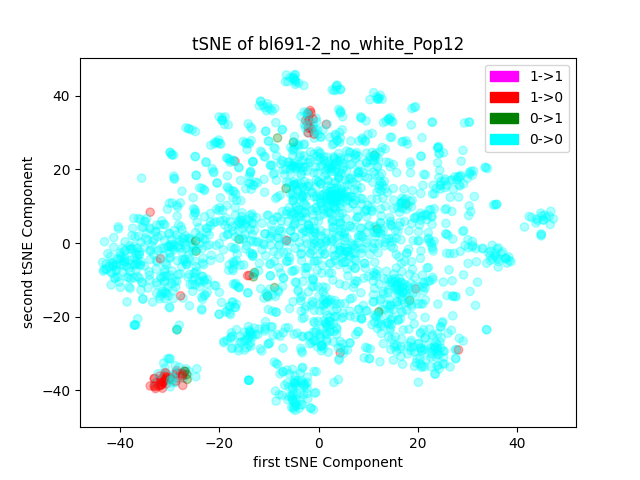 tSNE of bl691-2_no_white_Pop12
second tSNE Component
40
20
0
−20
−40
1->1
1->0
0->1
0->0
−40 −20 0 20 40
first tSNE Component